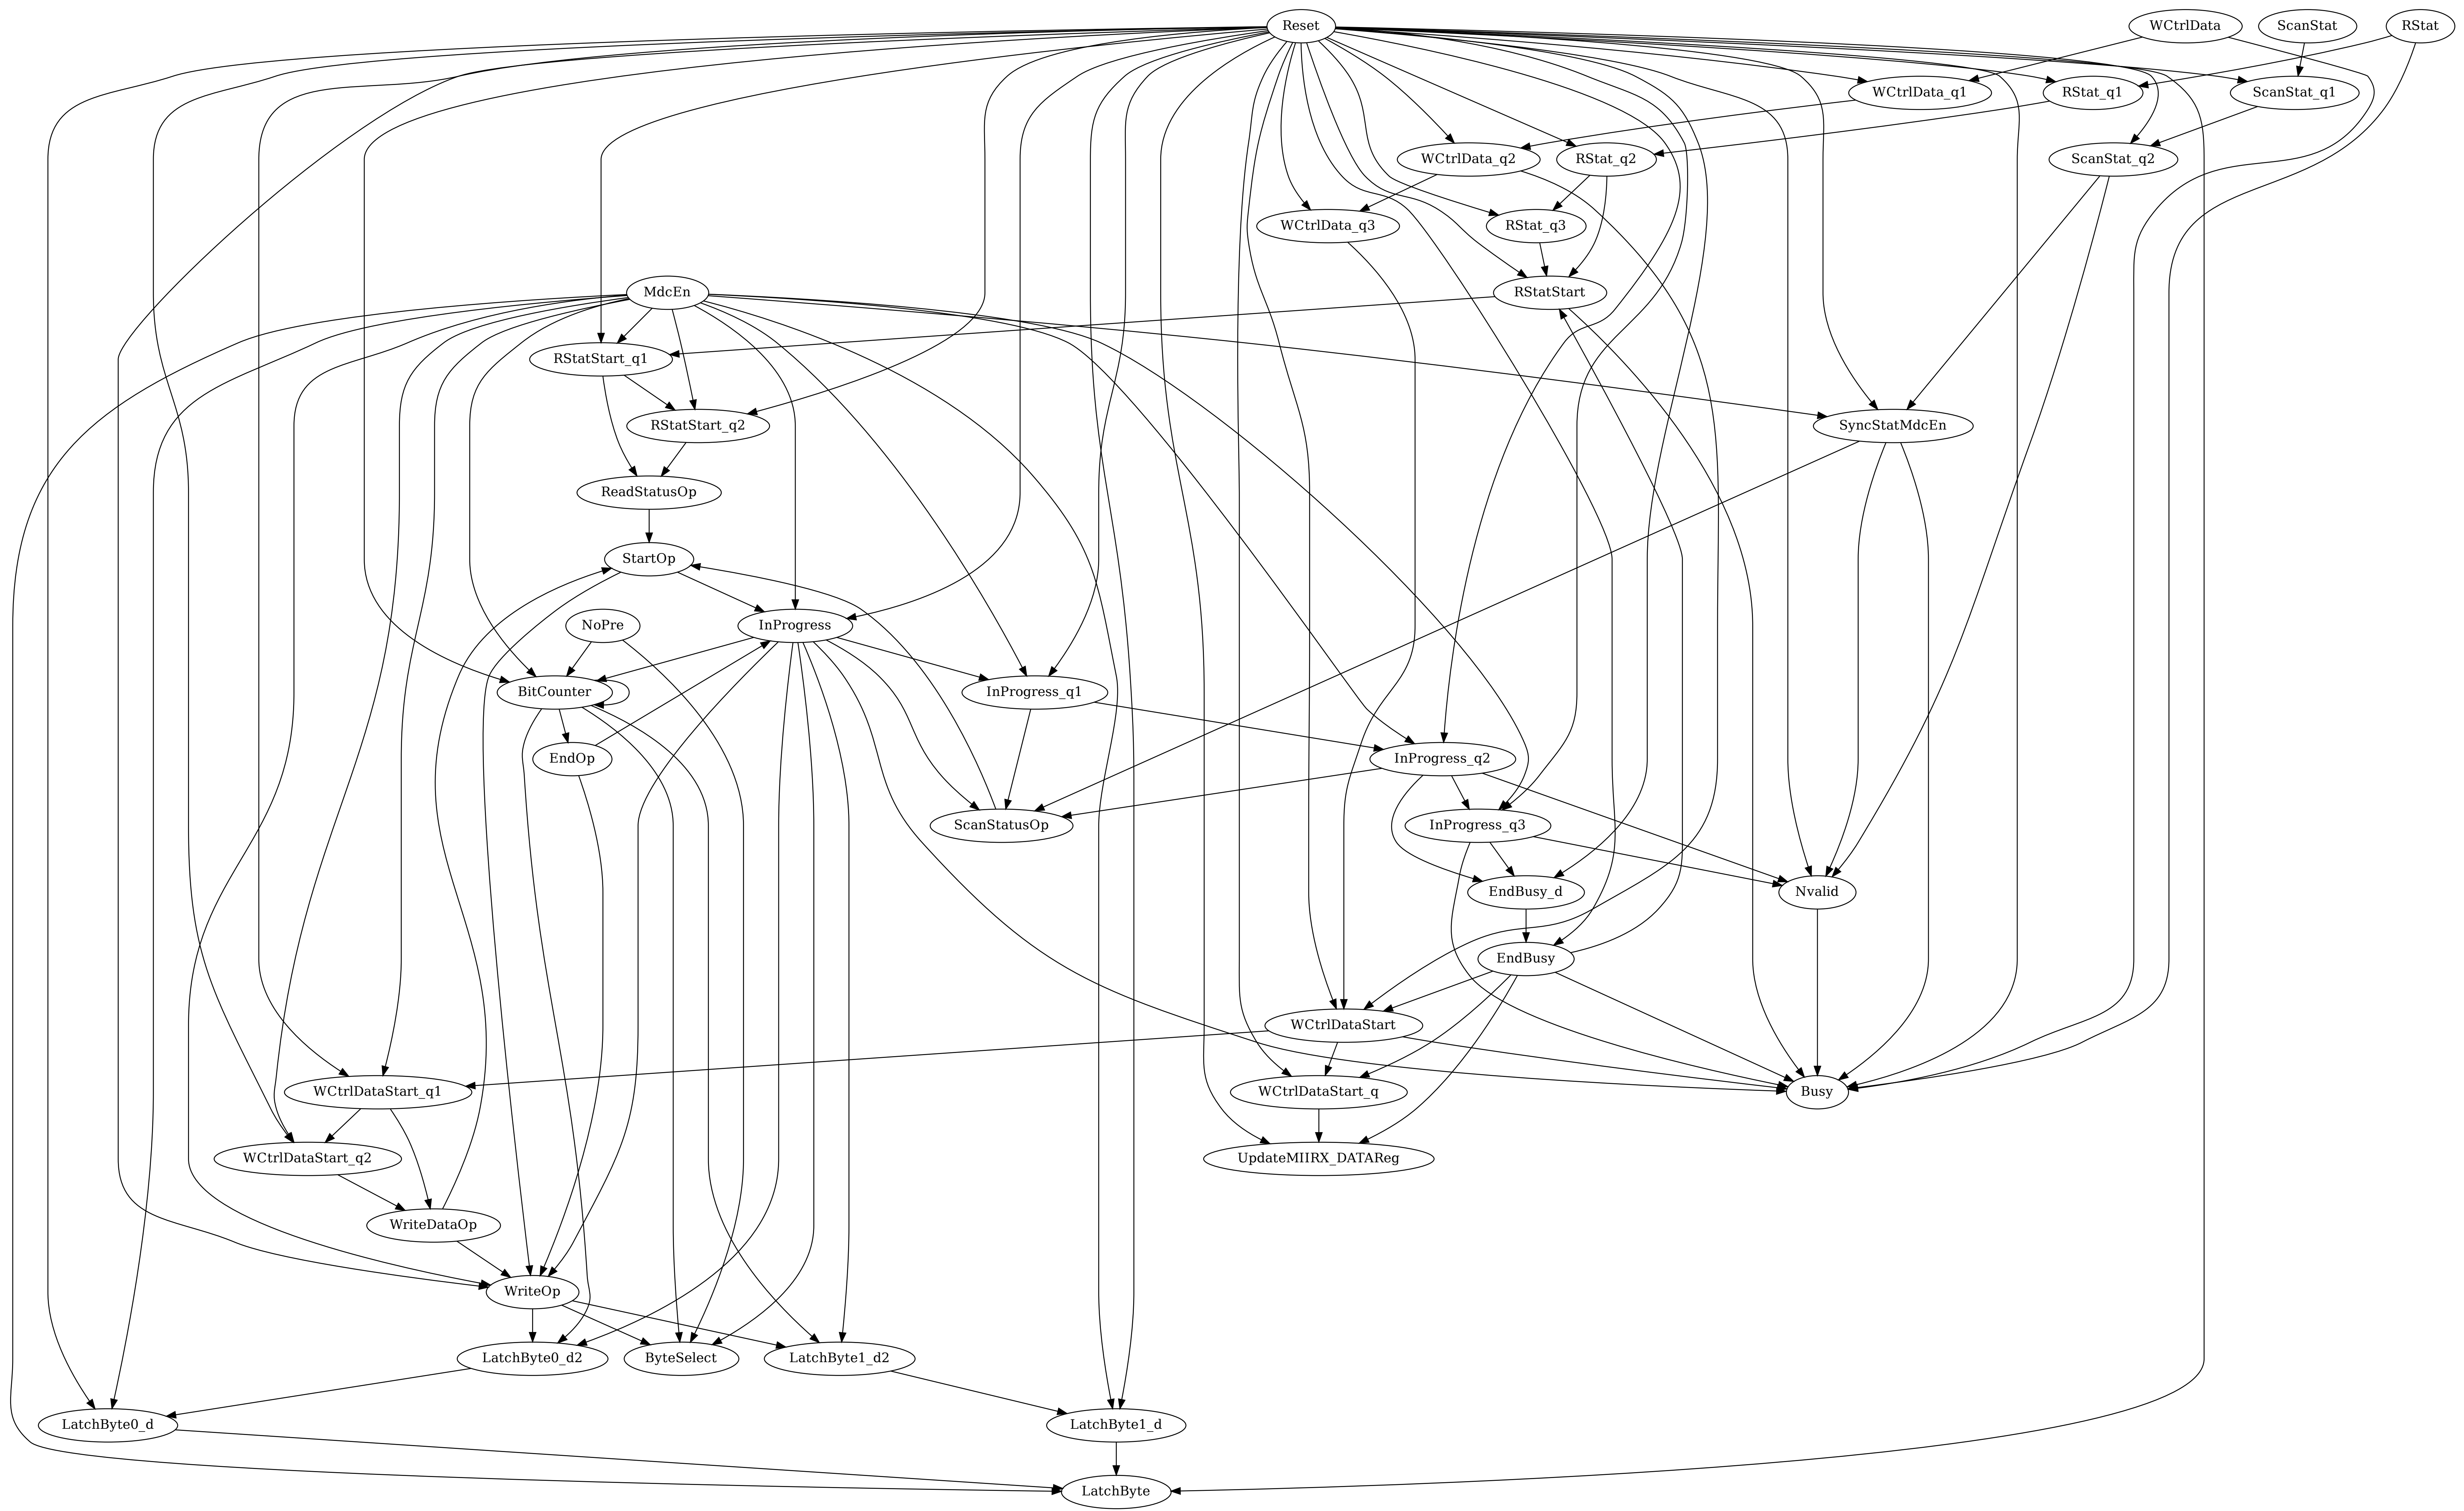 Reset
WCtrlData
ScanStat
RStat
WCtrlData_q1
RStat_q1
ScanStat_q1
WCtrlData_q2
RStat_q2
ScanStat_q2
WCtrlData_q3
RStat_q3
MdcEn
RStatStart
RStatStart_q1
RStatStart_q2
SyncStatMdcEn
ReadStatusOp
StartOp
NoPre
InProgress
BitCounter
InProgress_q1
EndOp
InProgress_q2
ScanStatusOp
InProgress_q3
EndBusy_d
Nvalid
EndBusy
WCtrlDataStart
WCtrlDataStart_q1
WCtrlDataStart_q
Busy
WCtrlDataStart_q2
UpdateMIIRX_DATAReg
WriteDataOp
WriteOp
LatchByte0_d2
ByteSelect
LatchByte1_d2
LatchByte0_d
LatchByte1_d
LatchByte